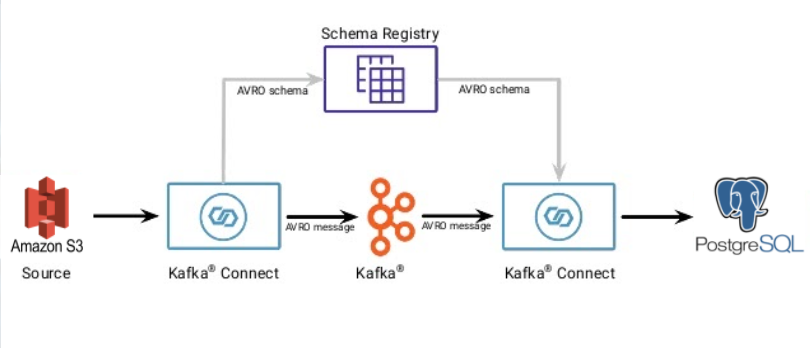 Schema Registry
AVRO schema
AVRO schema
Amazon S3
Source
Kafka® Connect
AVRO message
Kafka®
AVRO message
Kafka® Connect
PostgreSQL